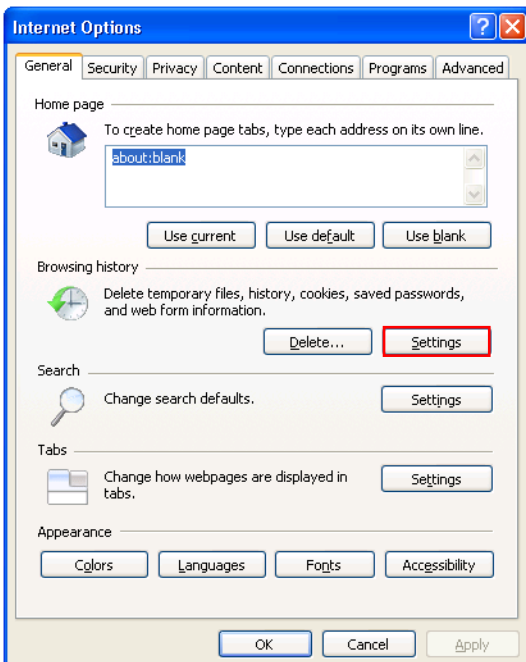 Internet Options
General Security Privacy Content Connections Programs Advanced
Home page
To create home page tabs, type each address on its own line.
about:blank
Use current Use default Use blank
Browsing history
Delete temporary files, history, cookies, saved passwords,
and web form information.
Delete... Settings
Search
Change search defaults.
Settings
Tabs
Change how webpages are displayed in
tabs.
Settings
Appearance
Colors Languages Fonts Accessibility
OK Cancel Apply